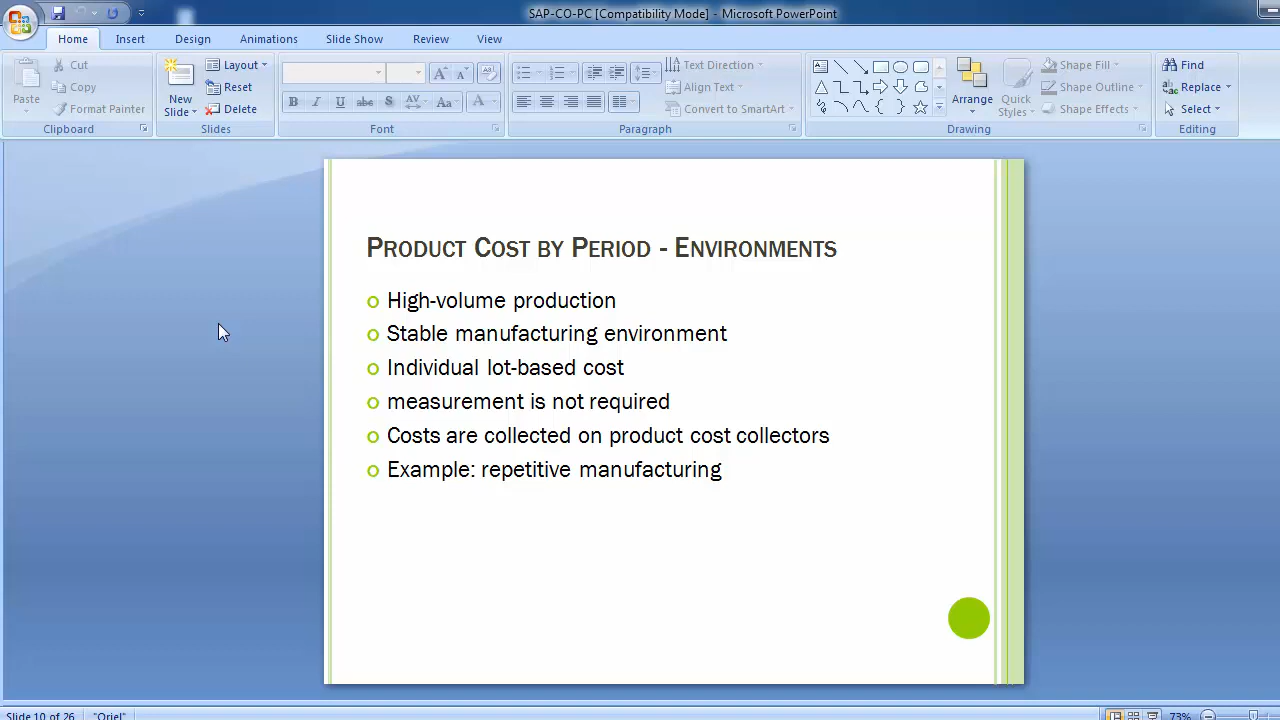 SAP-CO-PC [Compatibility Mode] - Microsoft PowerPoint
Home Insert Design Animations Slide Show Review View
Paste
Cut
Copy
Format Painter
Clipboard
New Slide
Layout
Reset
Delete
Slides
B I U abc S AV Aa A
Font
Text Direction
Align Text
Convert to SmartArt
Paragraph
Arrange
Quick Styles
Shape Fill
Shape Outline
Shape Effects
Drawing
Find
Replace
Select
Editing
PRODUCT COST BY PERIOD - ENVIRONMENTS
High-volume production
Stable manufacturing environment
Individual lot-based cost
measurement is not required
Costs are collected on product cost collectors
Example: repetitive manufacturing
Slide 10 of 26 "Oriel" 73%